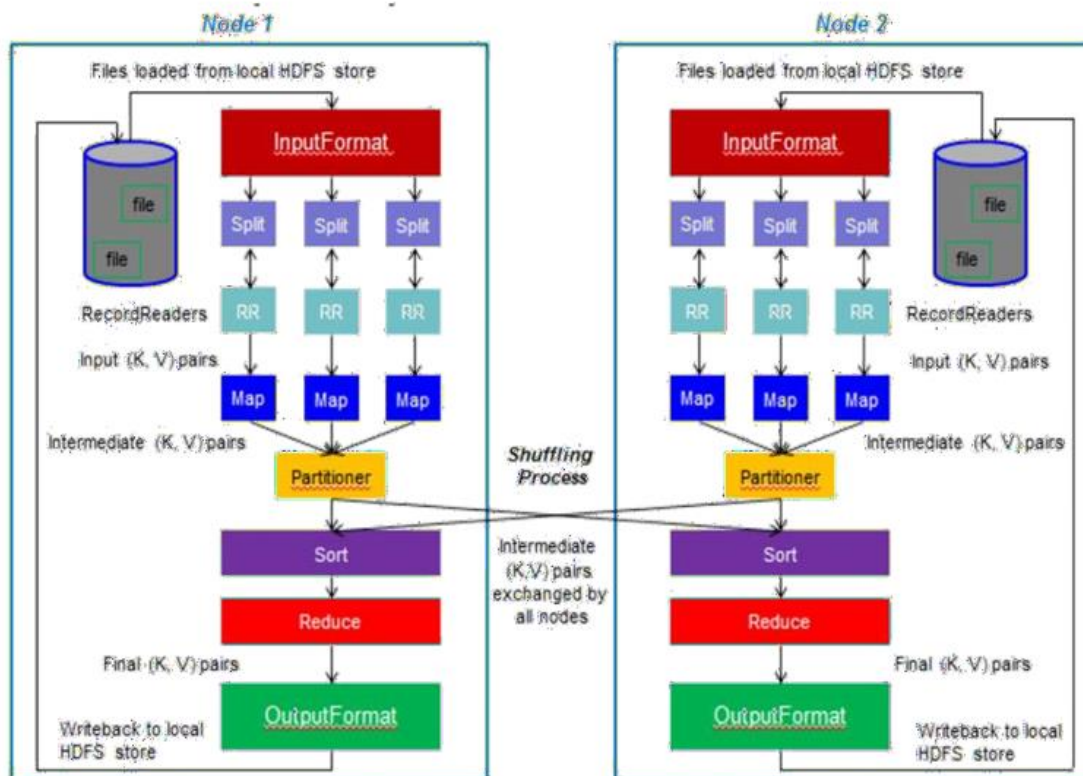 Node 1
Files loaded from local HDFS store
InputFormat
file
file
Split Split Split
RecordReaders
RR RR RR
Input (K, V) pairs
Map Map Map
Intermediate (K, V) pairs
Partitioner
Sort
Reduce
Final (K, V) pairs
OutputFormat
Writeback to local
HDFS store
Shuffling
Process
Intermediate
(K,V) pairs
exchanged by
all nodes
Node 2
Files loaded from local HDFS store
InputFormat
file
file
Split Split Split
RR RR RR
RecordReaders
Input (K, V) pairs
Map Map Map
Intermediate (K, V) pairs
Partitioner
Sort
Reduce
Final (K, V) pairs
OutputFormat
Writeback to local
HDFS store